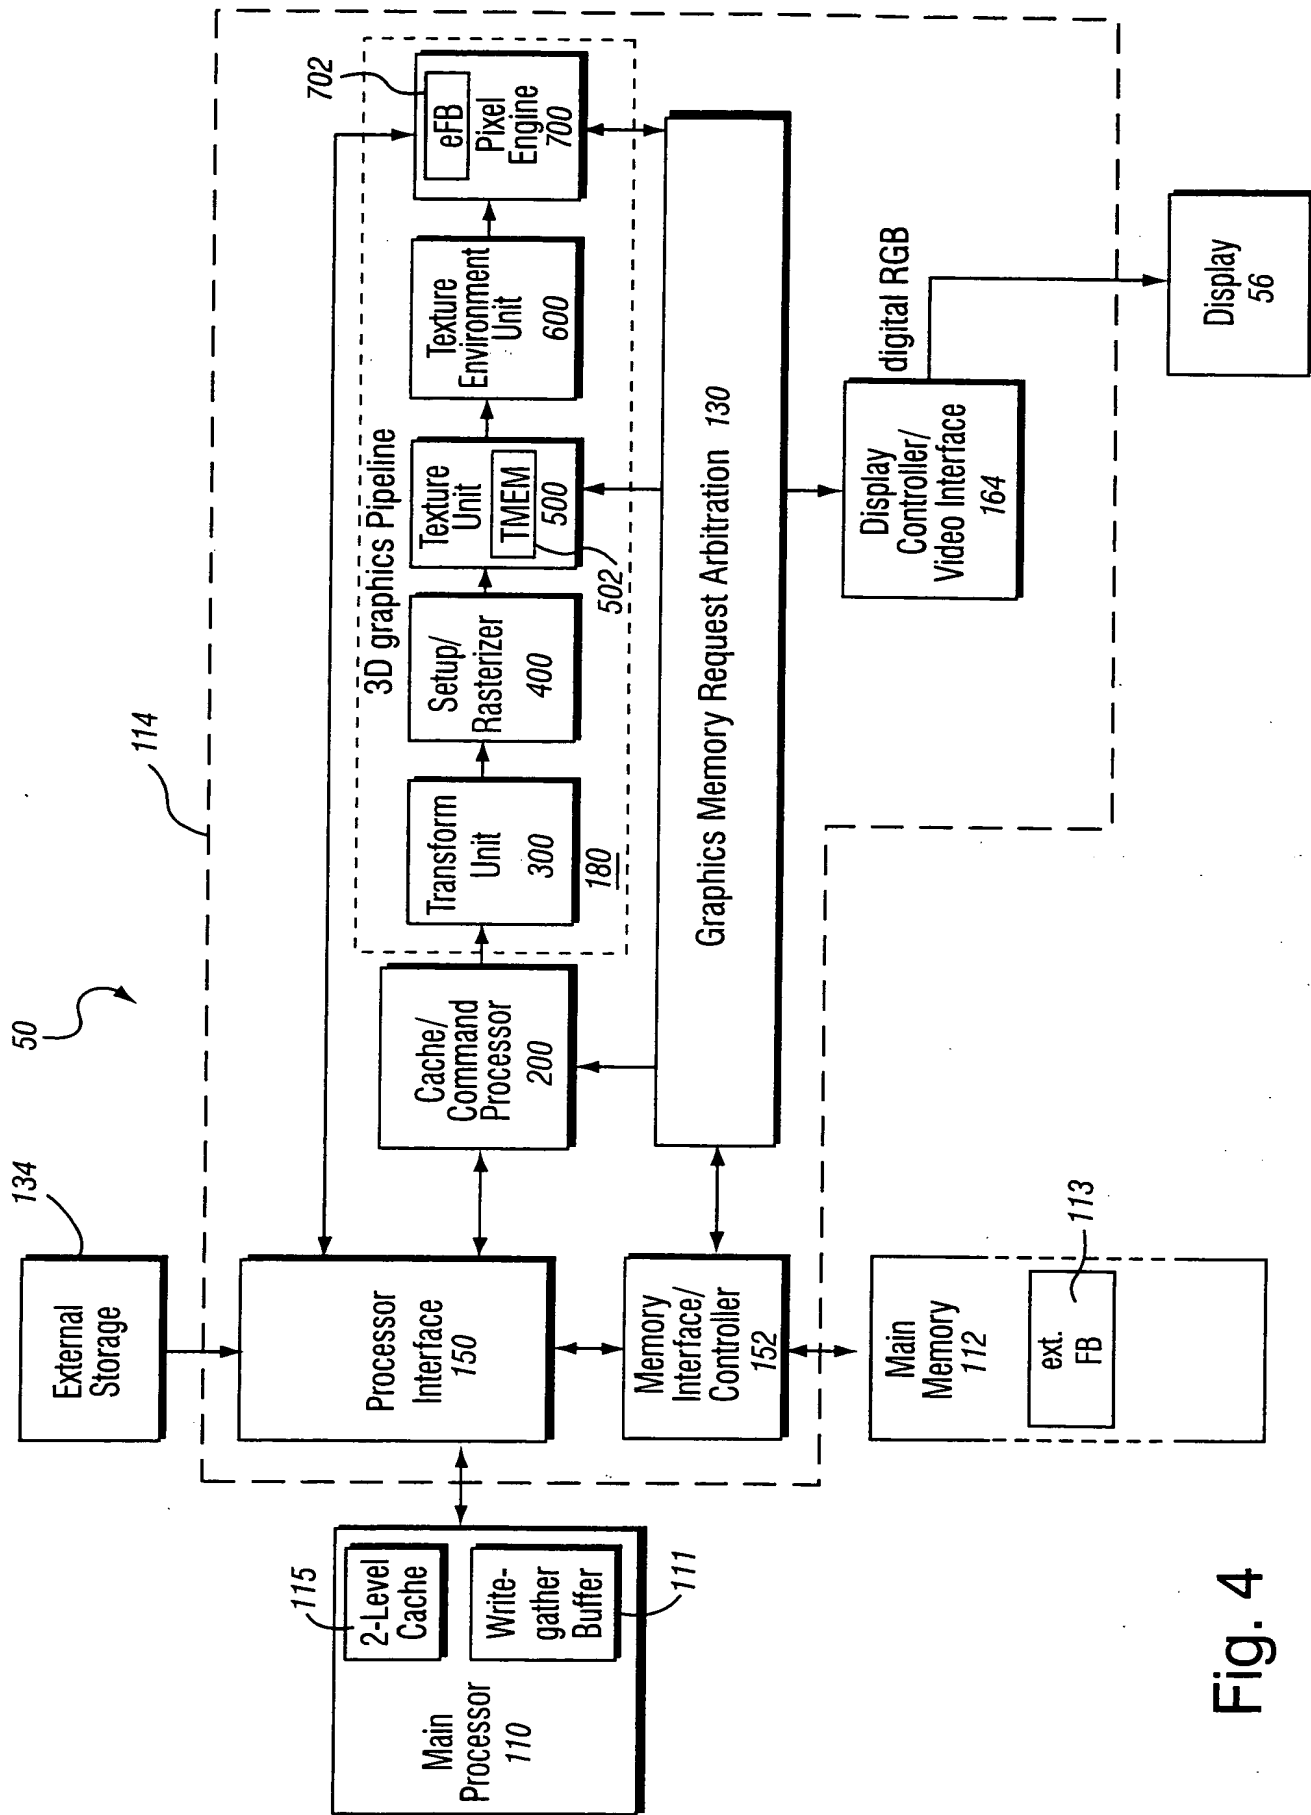 50
134
External
Storage
114
115
2-Level
Cache
Write-
gather
Buffer
111
Main
Processor
110
Processor
Interface
150
Memory
Interface/
Controller
152
Main
Memory
112
ext.
FB
113
Cache/
Command
Processor
200
3D graphics Pipeline
Transform
Unit
300
180
Setup/
Rasterizer
400
Texture
Unit
TMEM
500
502
Texture
Environment
Unit
600
702
eFB
Pixel
Engine
700
Graphics Memory Request Arbitration 130
Display
Controller/
Video Interface
164
digital RGB
Display
56
Fig. 4